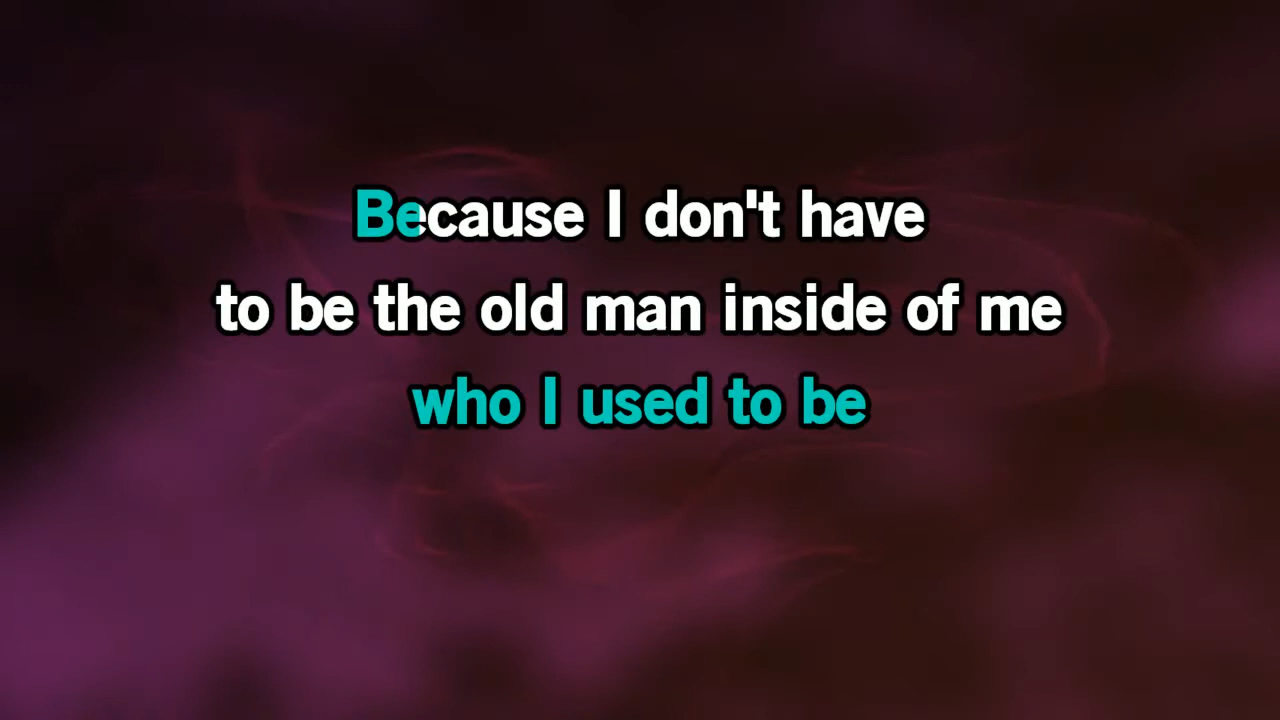 Because I don't have
to be the old man inside of me
who I used to be